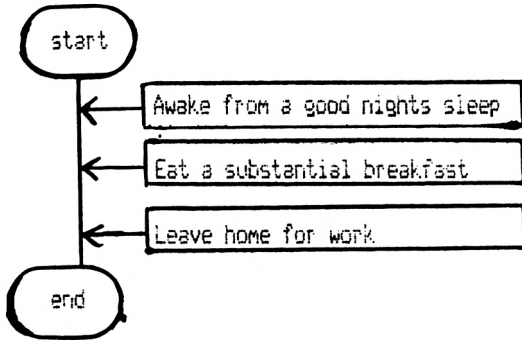 start
Awake from a good nights sleep
Eat a substantial breakfast
Leave home for work
end